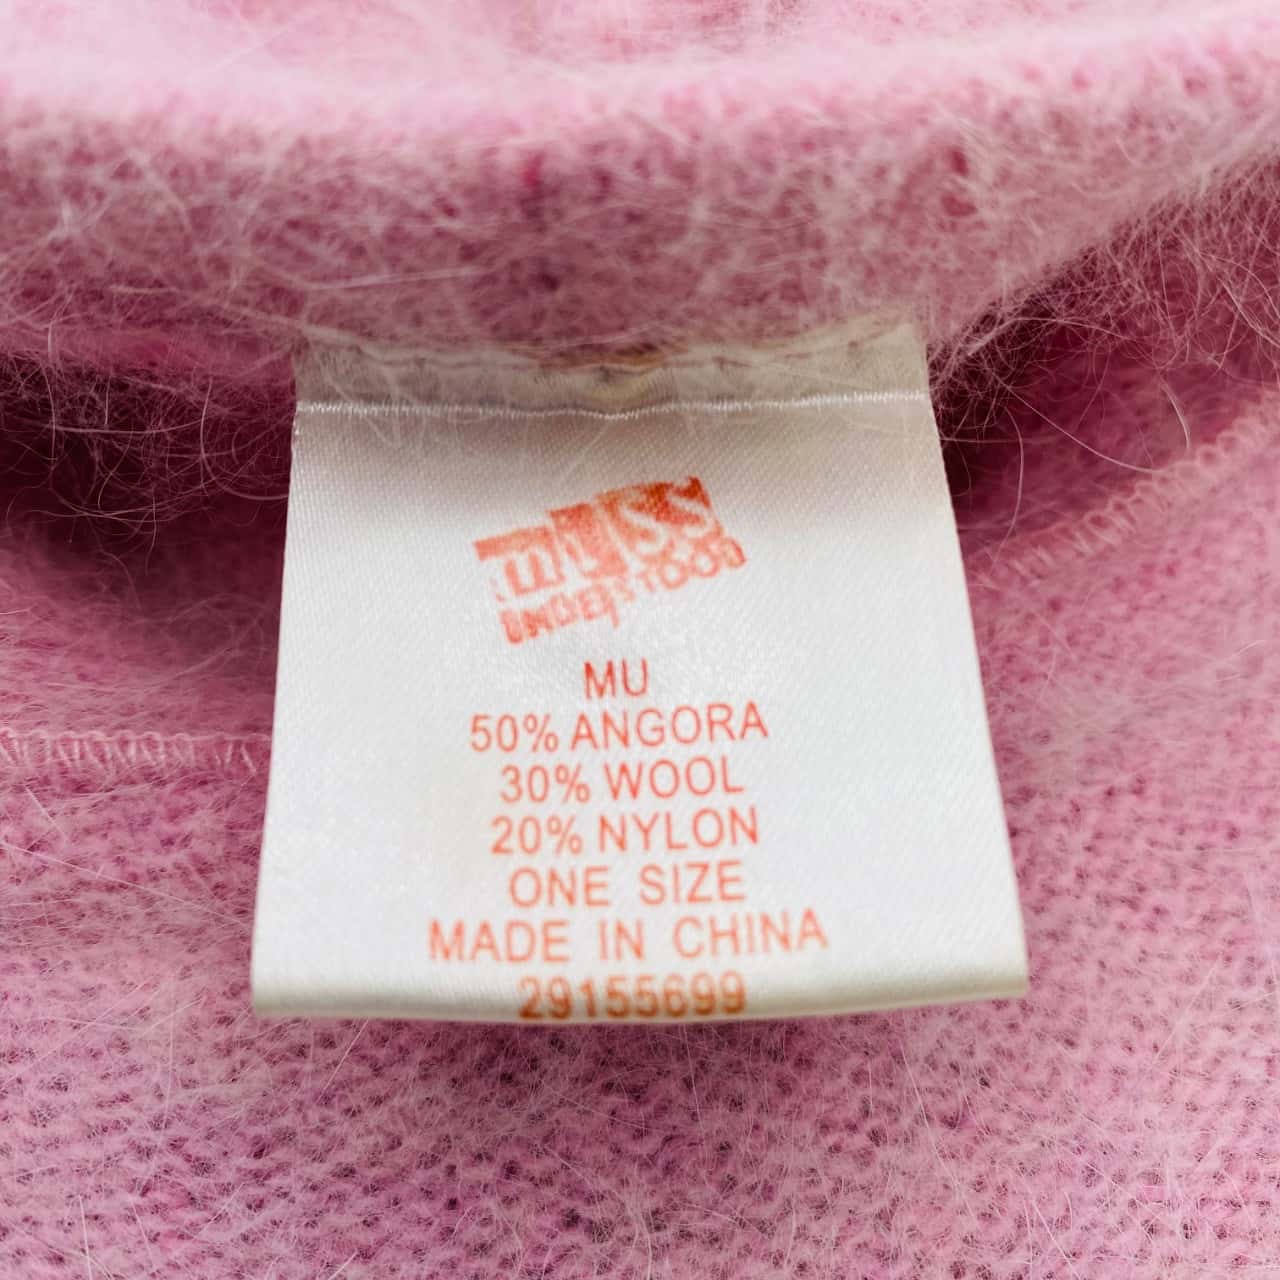 miss
UNDERSTOOD
MU
50% ANGORA
30% WOOL
20% NYLON
ONE SIZE
MADE IN CHINA
29155699